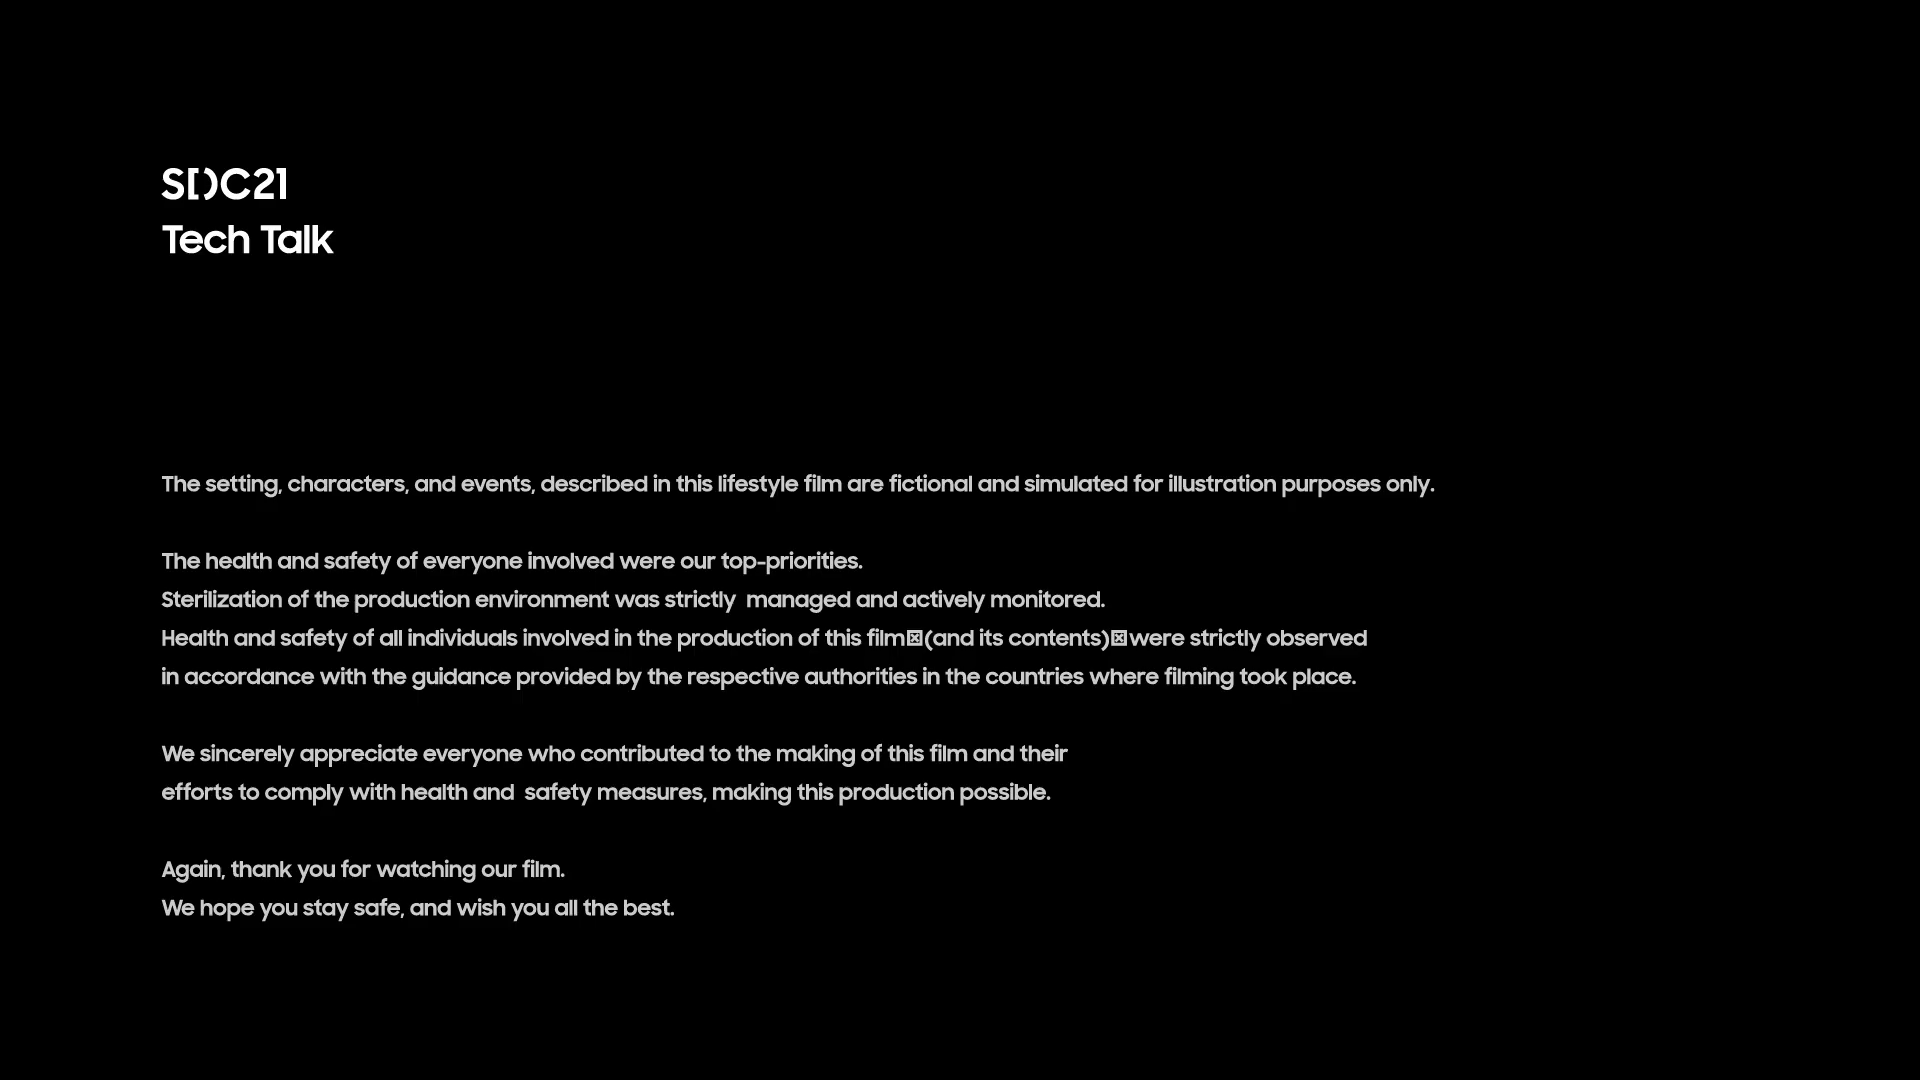 SDC21
Tech Talk
The setting, characters, and events, described in this lifestyle film are fictional and simulated for illustration purposes only.
The health and safety of everyone involved were our top-priorities.
Sterilization of the production environment was strictly  managed and actively monitored.
Health and safety of all individuals involved in the production of this film☒(and its contents)☒were strictly observed
in accordance with the guidance provided by the respective authorities in the countries where filming took place.
We sincerely appreciate everyone who contributed to the making of this film and their
efforts to comply with health and  safety measures, making this production possible.
Again, thank you for watching our film.
We hope you stay safe, and wish you all the best.